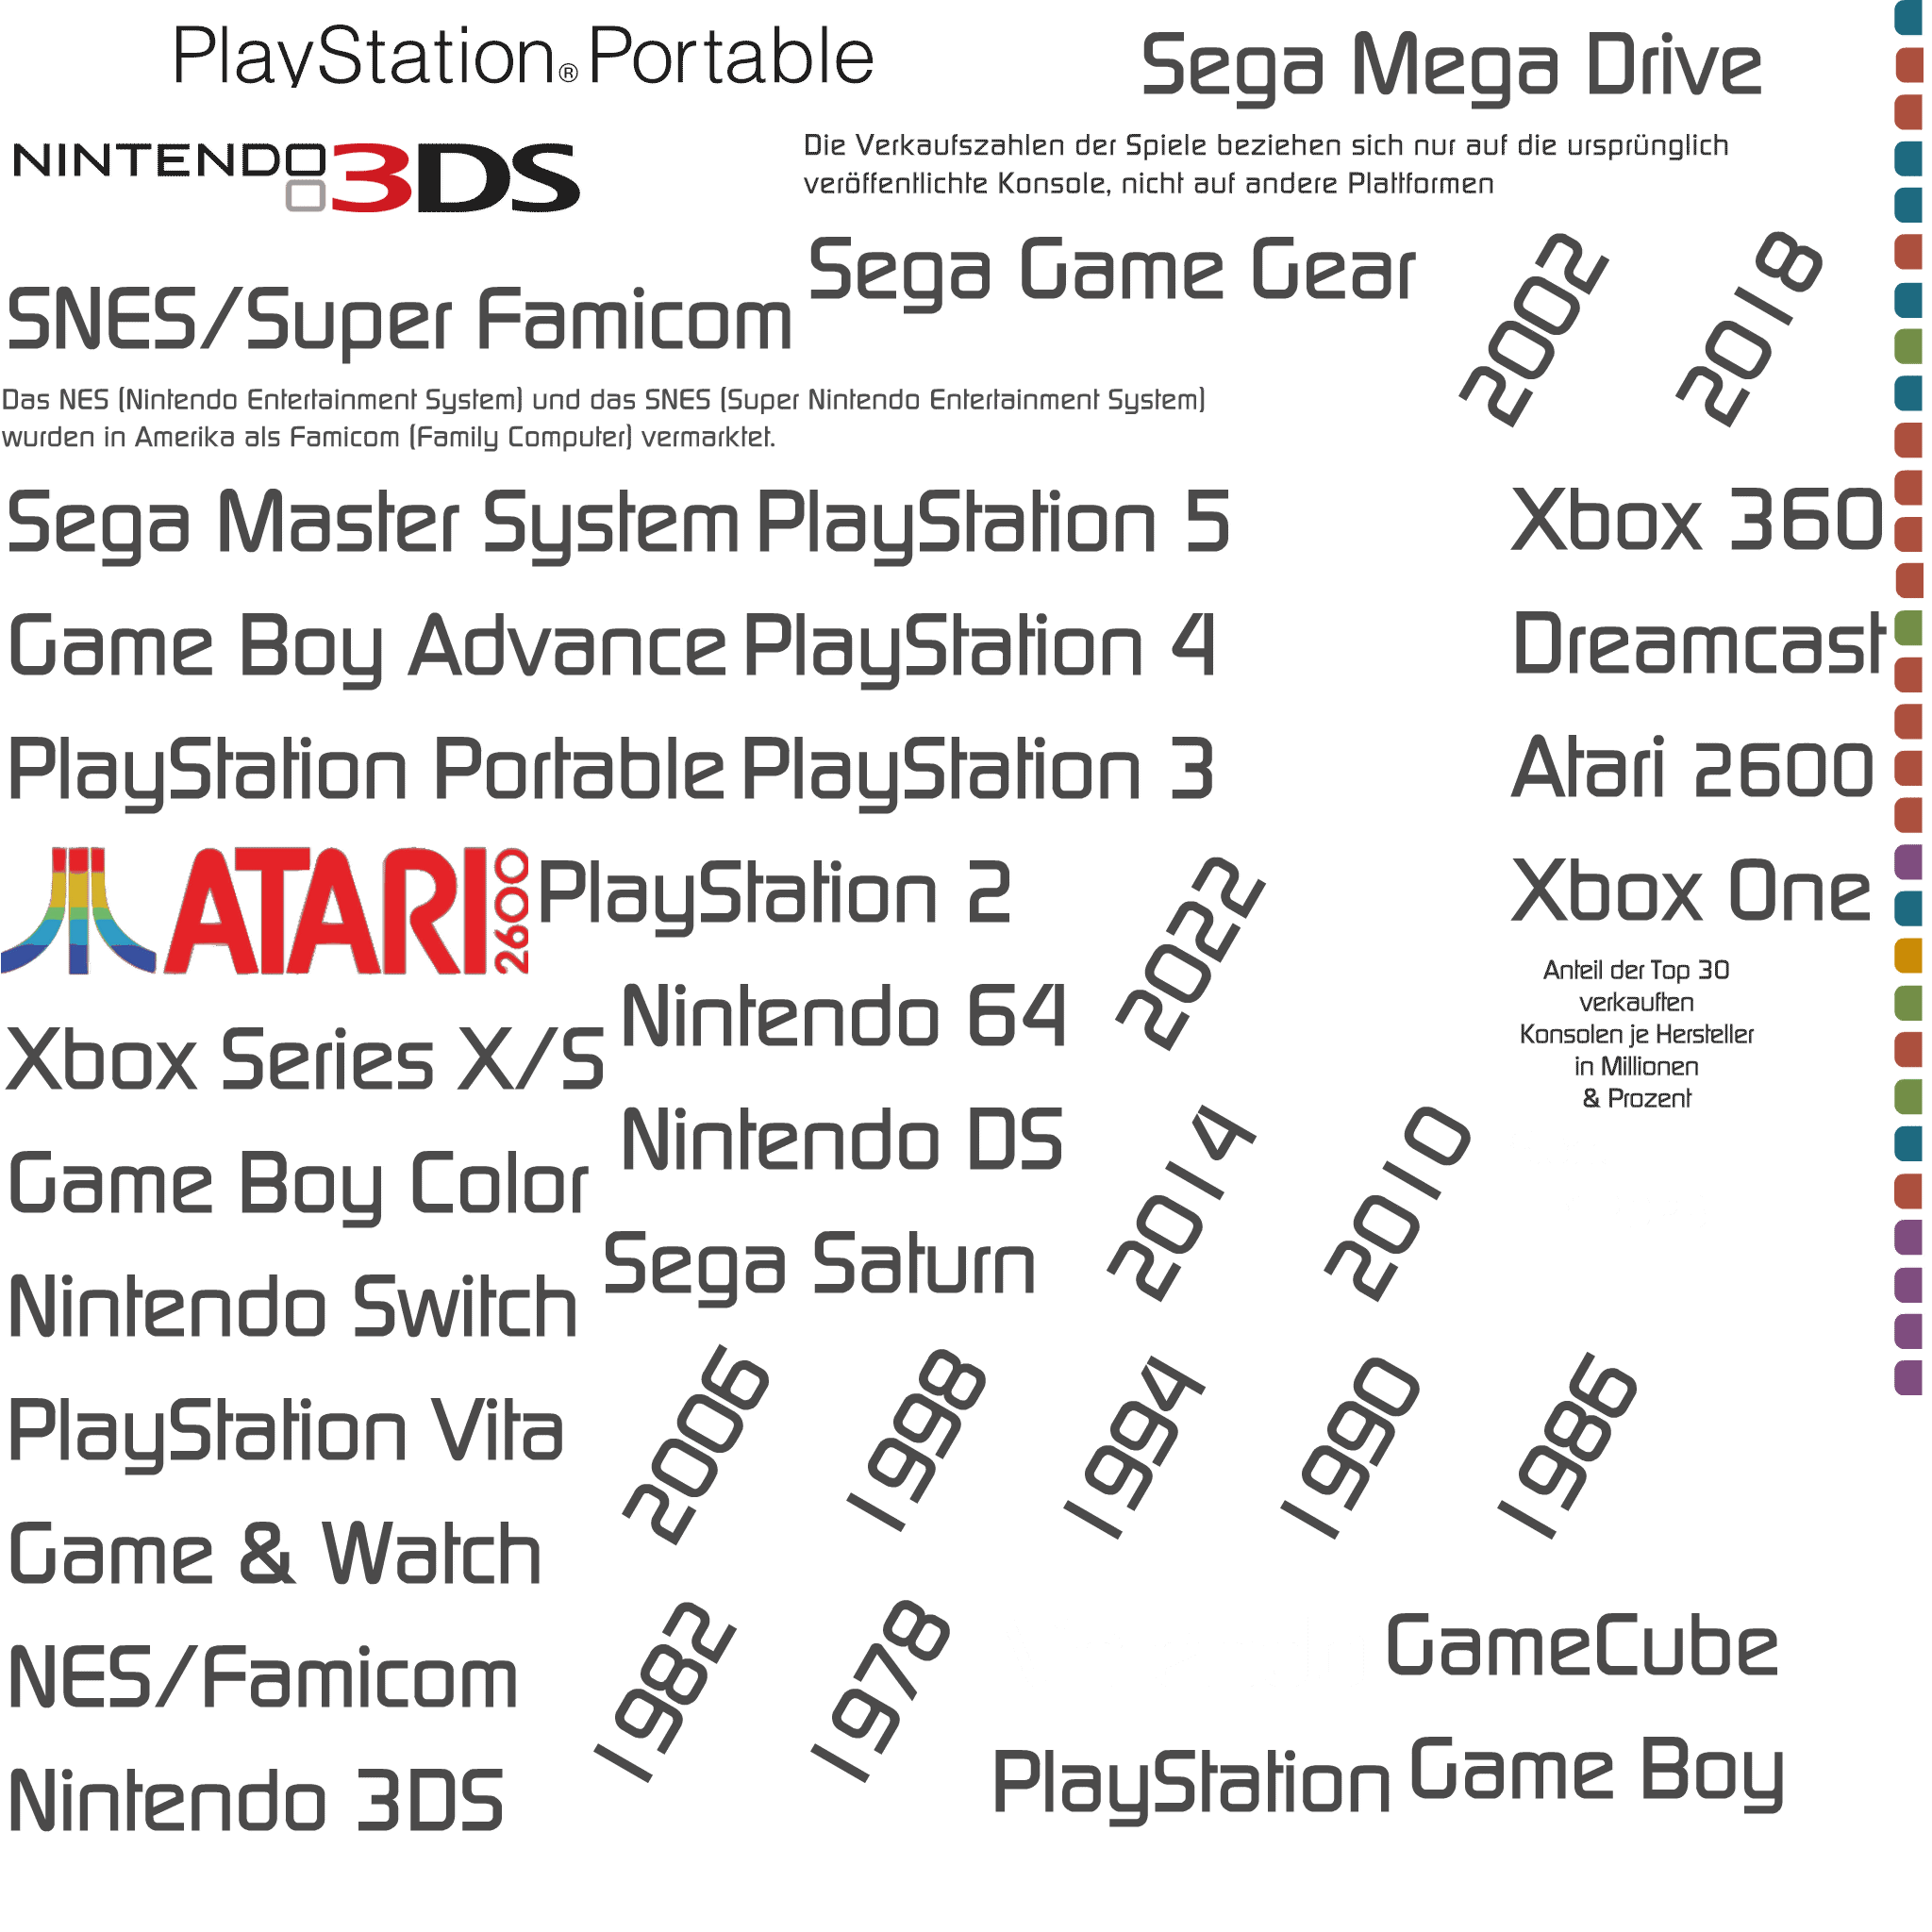 PlayStation® Portable
Sega Mega Drive
NINTENDO 3DS
Die Verkaufszahlen der Spiele beziehen sich nur auf die ursprünglich
veröffentlichte Konsole, nicht auf andere Plattformen
Sega Game Gear
2002
2018
SNES/Super Famicom
Das NES (Nintendo Entertainment System) und das SNES (Super Nintendo Entertainment System)
wurden in Amerika als Famicom (Family Computer) vermarktet.
Sega Master System
PlayStation 5
Xbox 360
Game Boy Advance
PlayStation 4
Dreamcast
PlayStation Portable
PlayStation 3
Atari 2600
ATARI 2600
PlayStation 2
2022
Xbox One
Anteil der Top 30
verkauften
Konsolen je Hersteller
in Millionen
& Prozent
Nintendo 64
Xbox Series X/S
Nintendo DS
2014
2010
Game Boy Color
Sega Saturn
Nintendo Switch
2006
1998
1994
1990
1986
PlayStation Vita
Game & Watch
1982
1978
GameCube
NES/Famicom
PlayStation
Game Boy
Nintendo 3DS